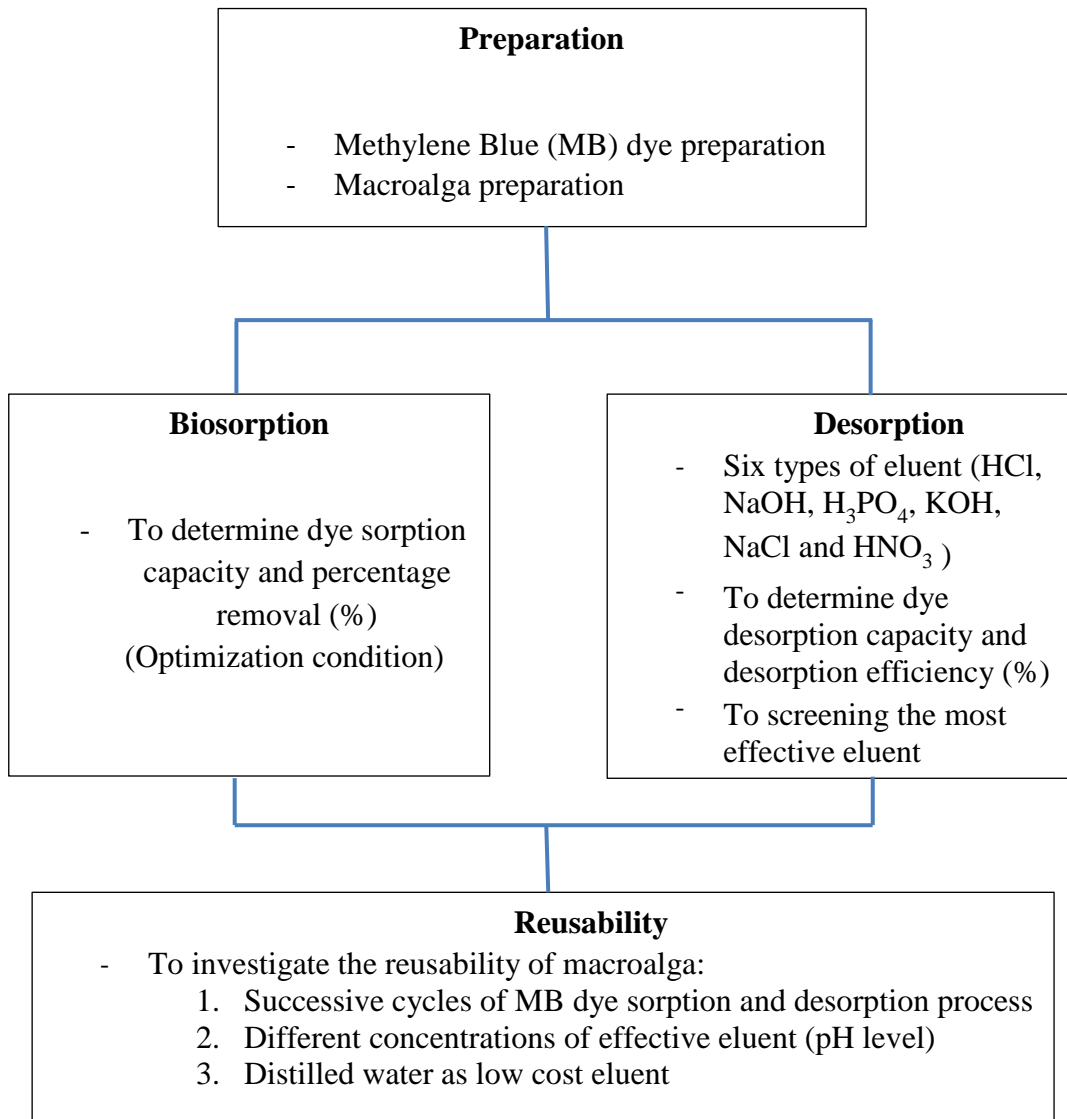 Preparation
- Methylene Blue (MB) dye preparation
- Macroalga preparation
Biosorption
- To determine dye sorption
capacity and percentage
removal (%)
(Optimization condition)
Desorption
- Six types of eluent (HCl,
NaOH, H₃PO₄, KOH,
NaCl and HNO₃ )
- To determine dye
desorption capacity and
desorption efficiency (%)
- To screening the most
effective eluent
Reusability
- To investigate the reusability of macroalga:
1. Successive cycles of MB dye sorption and desorption process
2. Different concentrations of effective eluent (pH level)
3. Distilled water as low cost eluent